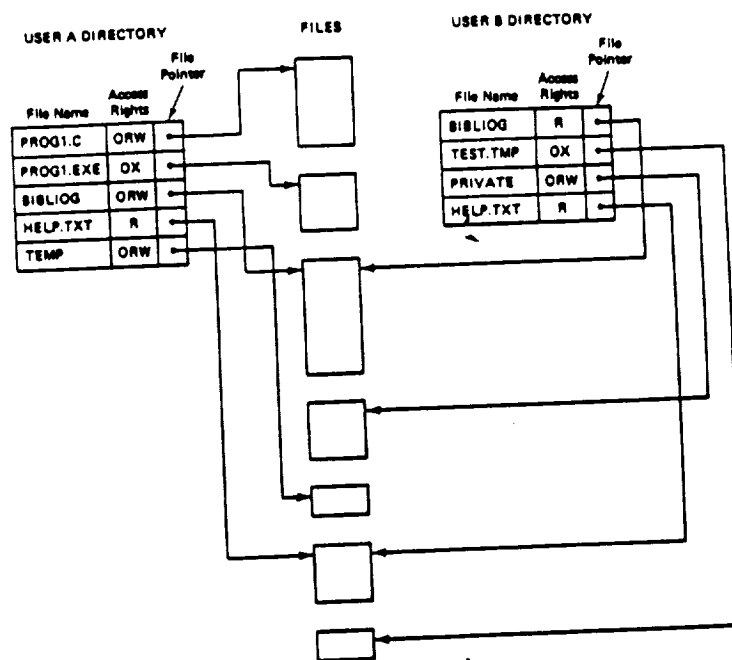 USER A DIRECTORY
File Pointer
File Name
Access Rights
PROG1.C ORW
PROG1.EXE OX
BIBLIOG ORW
HELP.TXT R
TEMP ORW
FILES
USER B DIRECTORY
File Pointer
File Name
Access Rights
BIBLIOG R
TEST.TMP OX
PRIVATE ORW
HELP.TXT R